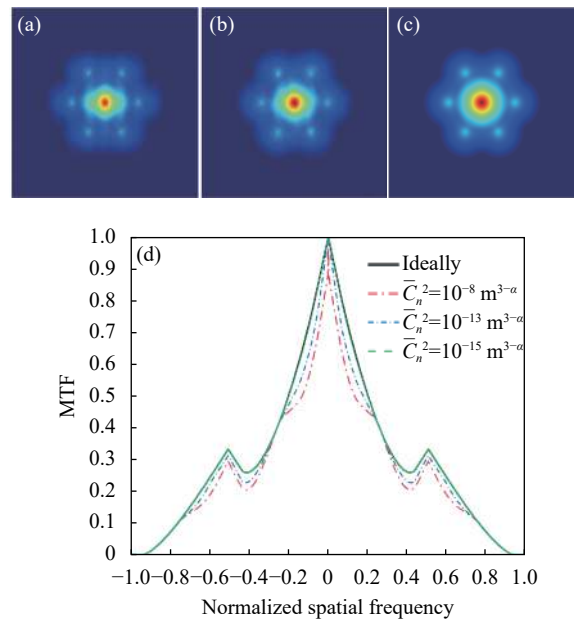 (a) (b) (c)
(d)
1.0
0.9
0.8
0.7
0.6
0.5
0.4
0.3
0.2
0.1
0
MTF
Ideally
C̅ₙ²=10⁻⁸ m³⁻ᵅ
C̅ₙ²=10⁻¹³ m³⁻ᵅ
C̅ₙ²=10⁻¹⁵ m³⁻ᵅ
−1.0 −0.8 −0.6 −0.4 −0.2 0 0.2 0.4 0.6 0.8 1.0
Normalized spatial frequency